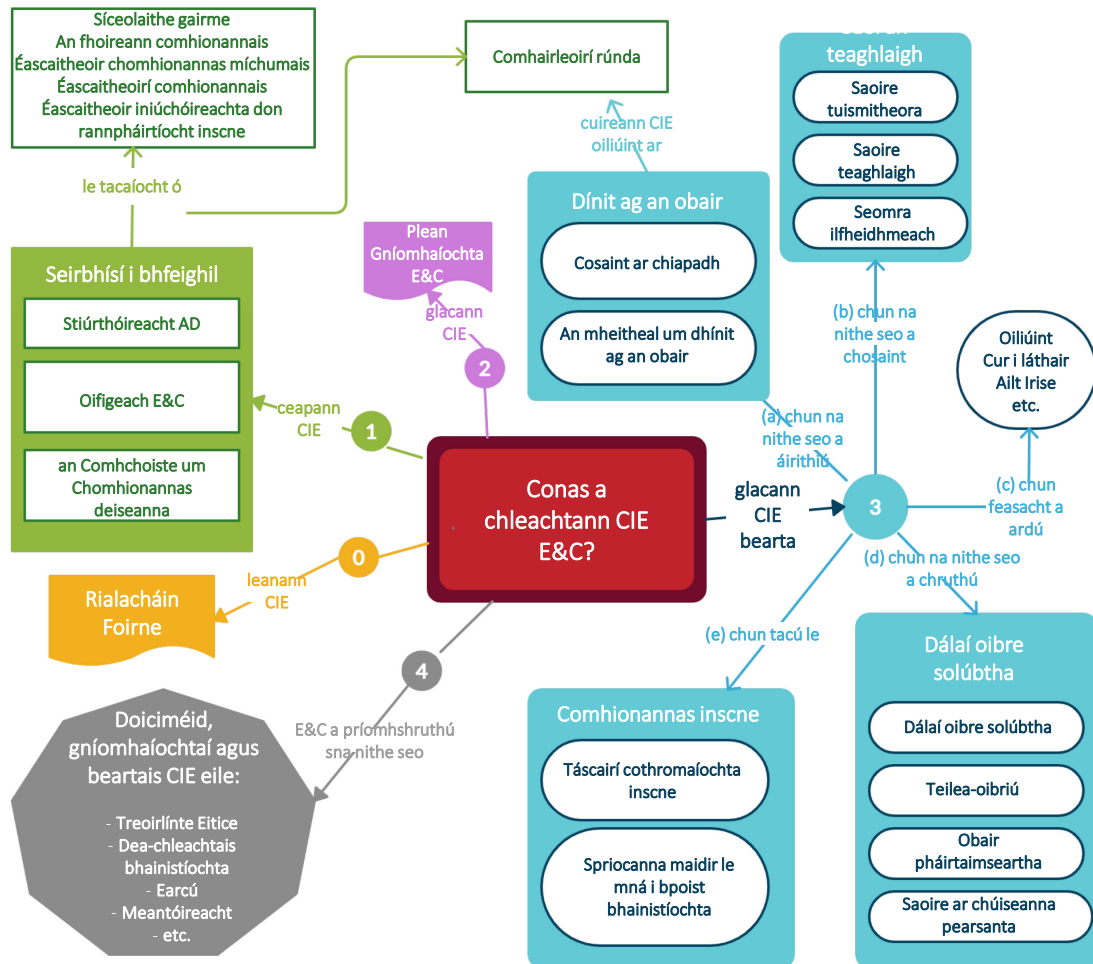 Síceolaithe gairme
An fhoireann comhionannais
Éascaitheoir chomhionannas míchumais
Éascaitheoirí comhionannais
Éascaitheoir iniúchóireachta don
rannpháirtíocht inscne
Comhairleoirí rúnda
teaghlaigh
Saoire
tuismitheora
Saoire
teaghlaigh
Seomra
ilfheidhmeach
cuireann CIE
oiliúint ar
le tacaíocht ó
Dínit ag an obair
Cosaint ar chiapadh
An mheitheal um dhínit
ag an obair
Plean
Gníomhaíochta
E&C
glacann
CIE
2
Seirbhísí i bhfeighil
Stiúrthóireacht AD
Oifigeach E&C
an Comhchoiste um
Chomhionannas
deiseanna
ceapann
CIE
1
(b) chun na
nithe seo a
chosaint
Oiliúint
Cur i láthair
Ailt Irise
etc.
(a) chun na
nithe seo a
áirithiú
Conas a
chleachtann CIE
E&C?
glacann
CIE
bearta
3
(c) chun
feasacht a
ardú
(d) chun na nithe seo
a chruthú
0
leanann
CIE
Rialacháin
Foirne
(e) chun tacú le
4
E&C a príomhshruthú
sna nithe seo
Doiciméid,
gníomhaíochtaí agus
beartais CIE eile:
- Treoirlínte Eitice
- Dea-chleachtais
bhainistíochta
- Earcú
- Meantóireacht
- etc.
Comhionannas inscne
Táscairí cothromaíochta
inscne
Spriocanna maidir le
mná i bpoist
bhainistíochta
Dálaí oibre
solúbtha
Dálaí oibre solúbtha
Teilea-oibriú
Obair
pháirtaimseartha
Saoire ar chúiseanna
pearsanta